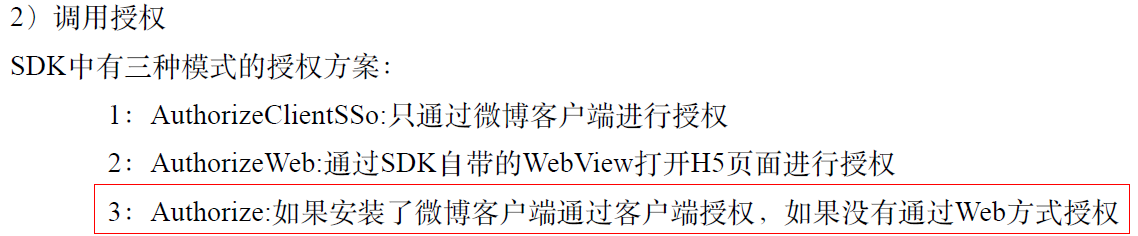 2）调用授权
SDK中有三种模式的授权方案：
1：AuthorizeClientSSo:只通过微博客户端进行授权
2：AuthorizeWeb:通过SDK自带的WebView打开H5页面进行授权
3：Authorize:如果安装了微博客户端通过客户端授权，如果没有通过Web方式授权